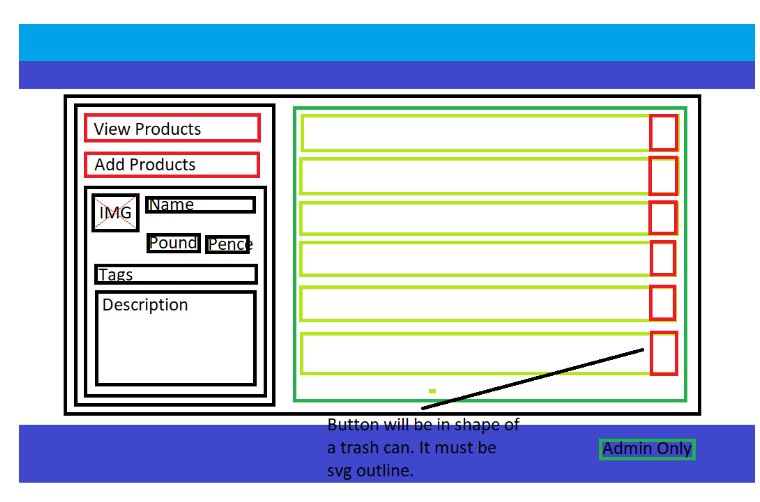 View Products
Add Products
IMG
Name
Pound
Pence
Tags
Description
Button will be in shape of
a trash can. It must be
svg outline.
Admin Only